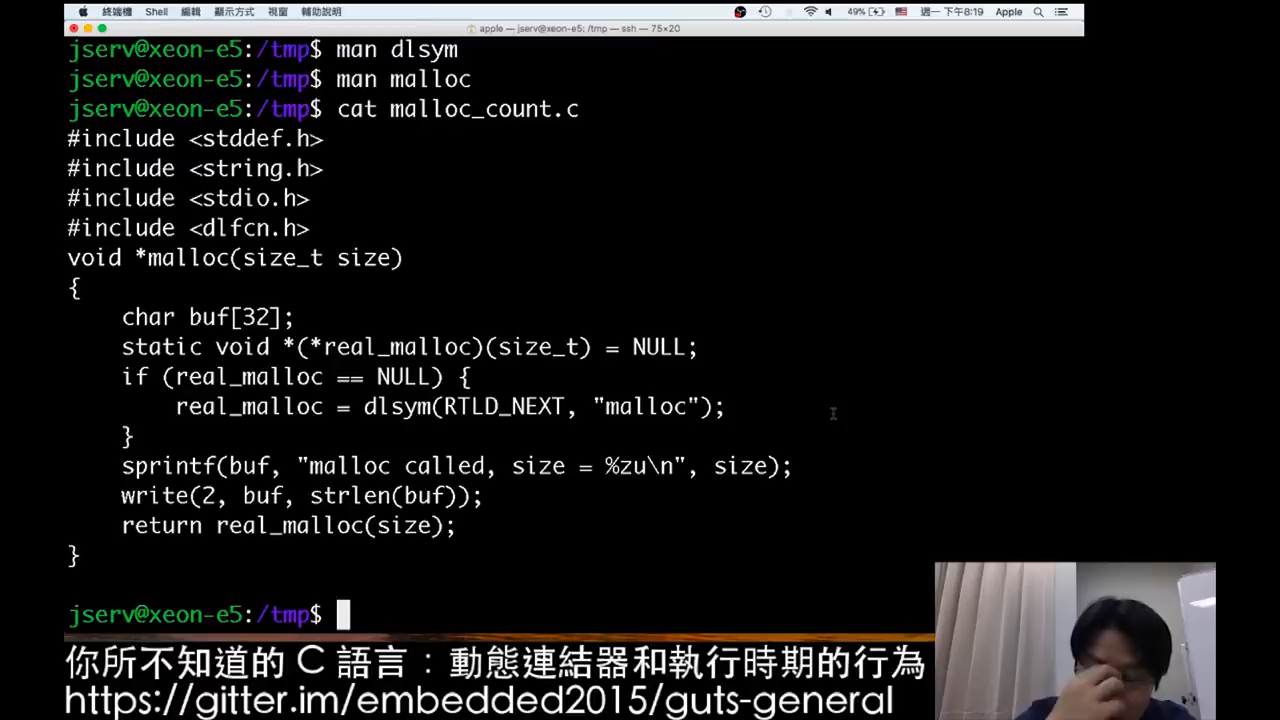 終端機 Shell 編輯 顯示方式 視窗 輔助說明 49% 週一 下午8:19 Apple
apple — jserv@xeon-e5: /tmp — ssh — 75×20
jserv@xeon-e5:/tmp$ man dlsym
jserv@xeon-e5:/tmp$ man malloc
jserv@xeon-e5:/tmp$ cat malloc_count.c
#include <stddef.h>
#include <string.h>
#include <stdio.h>
#include <dlfcn.h>
void *malloc(size_t size)
{
    char buf[32];
    static void *(*real_malloc)(size_t) = NULL;
    if (real_malloc == NULL) {
        real_malloc = dlsym(RTLD_NEXT, "malloc");
    }
    sprintf(buf, "malloc called, size = %zu\n", size);
    write(2, buf, strlen(buf));
    return real_malloc(size);
}
jserv@xeon-e5:/tmp$
你所不知道的 C 語言：動態連結器和執行時期的行為
https://gitter.im/embedded2015/guts-general